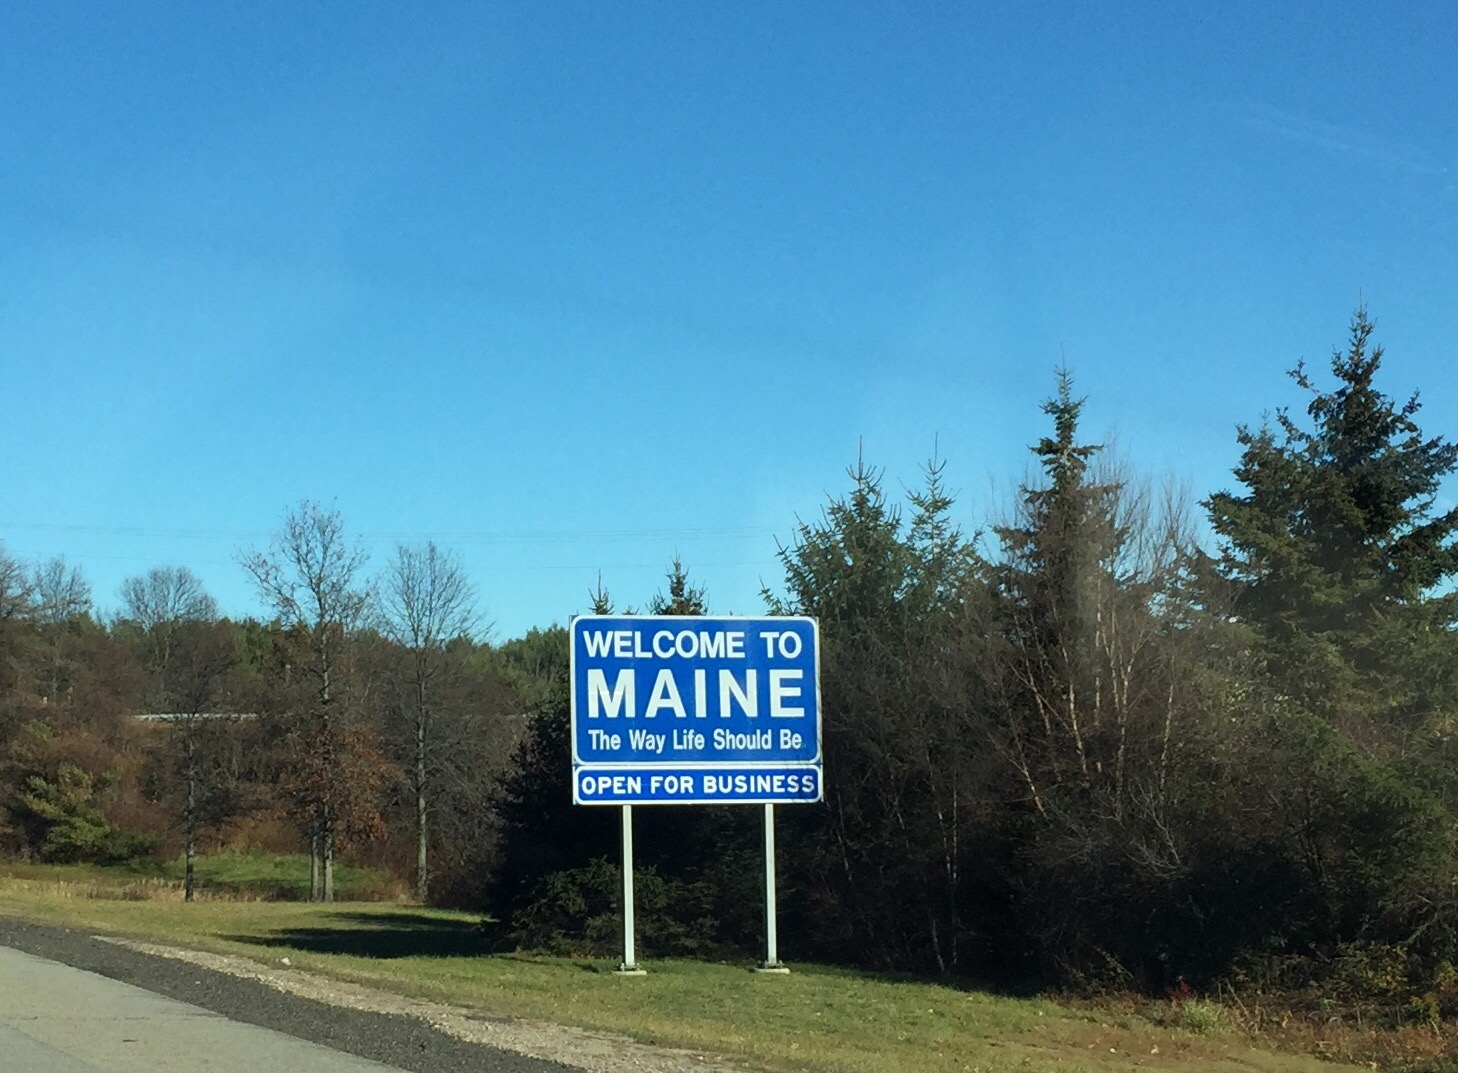 WELCOME TO
MAINE
The Way Life Should Be
OPEN FOR BUSINESS